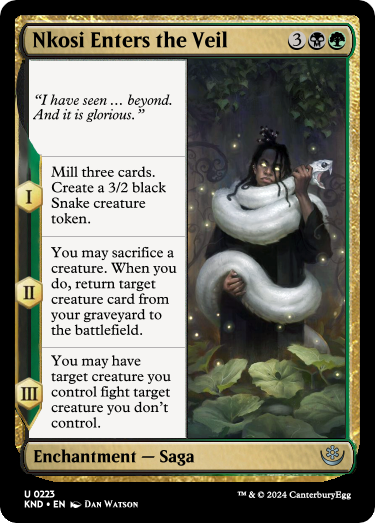 Nkosi Enters the Veil 3
“I have seen … beyond.
And it is glorious.”
I
Mill three cards.
Create a 3/2 black
Snake creature
token.
II
You may sacrifice a
creature. When you
do, return target
creature card from
your graveyard to
the battlefield.
III
You may have
target creature you
control fight target
creature you don’t
control.
Enchantment — Saga
U 0223
KND • EN DAN WATSON
™ & © 2024 CanterburyEgg